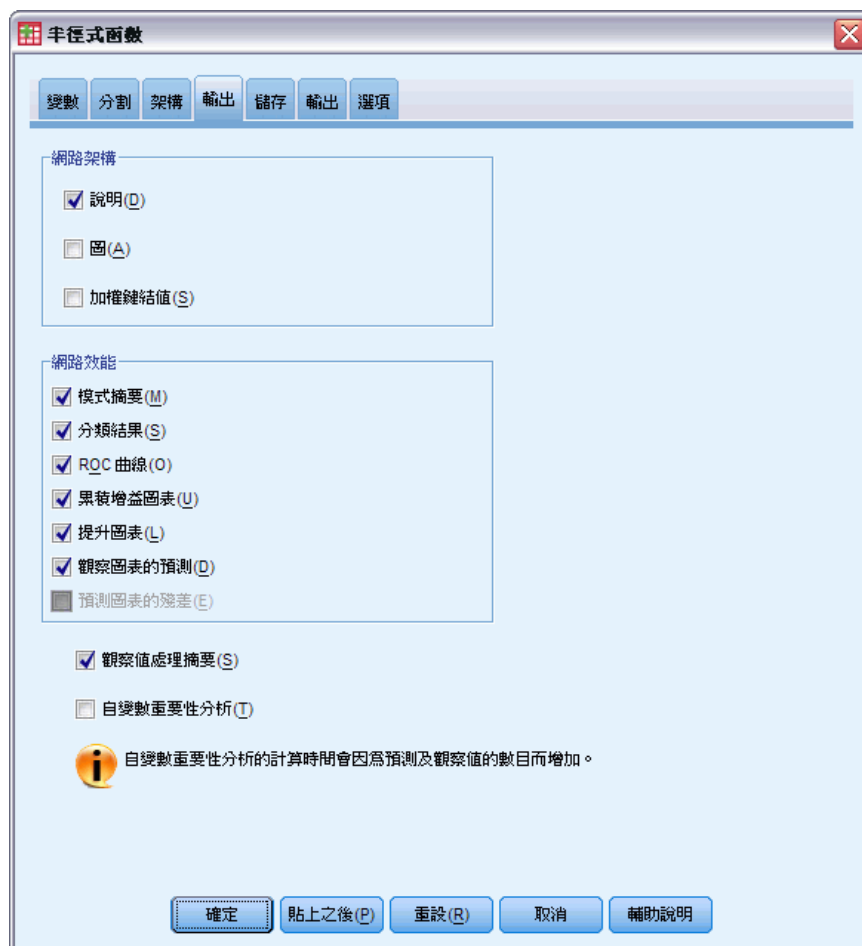 半徑式函數
變數 分割 架構 輸出 儲存 輸出 選項
網路架構
說明(D)
圖(A)
加權鍵結值(S)
網路效能
模式摘要(M)
分類結果(S)
ROC 曲線(O)
累積增益圖表(U)
提升圖表(L)
觀察圖表的預測(D)
預測圖表的殘差(E)
觀察值處理摘要(S)
自變數重要性分析(T)
自變數重要性分析的計算時間會因為預測及觀察值的數目而增加。
確定 貼上之後(P) 重設(R) 取消 輔助說明